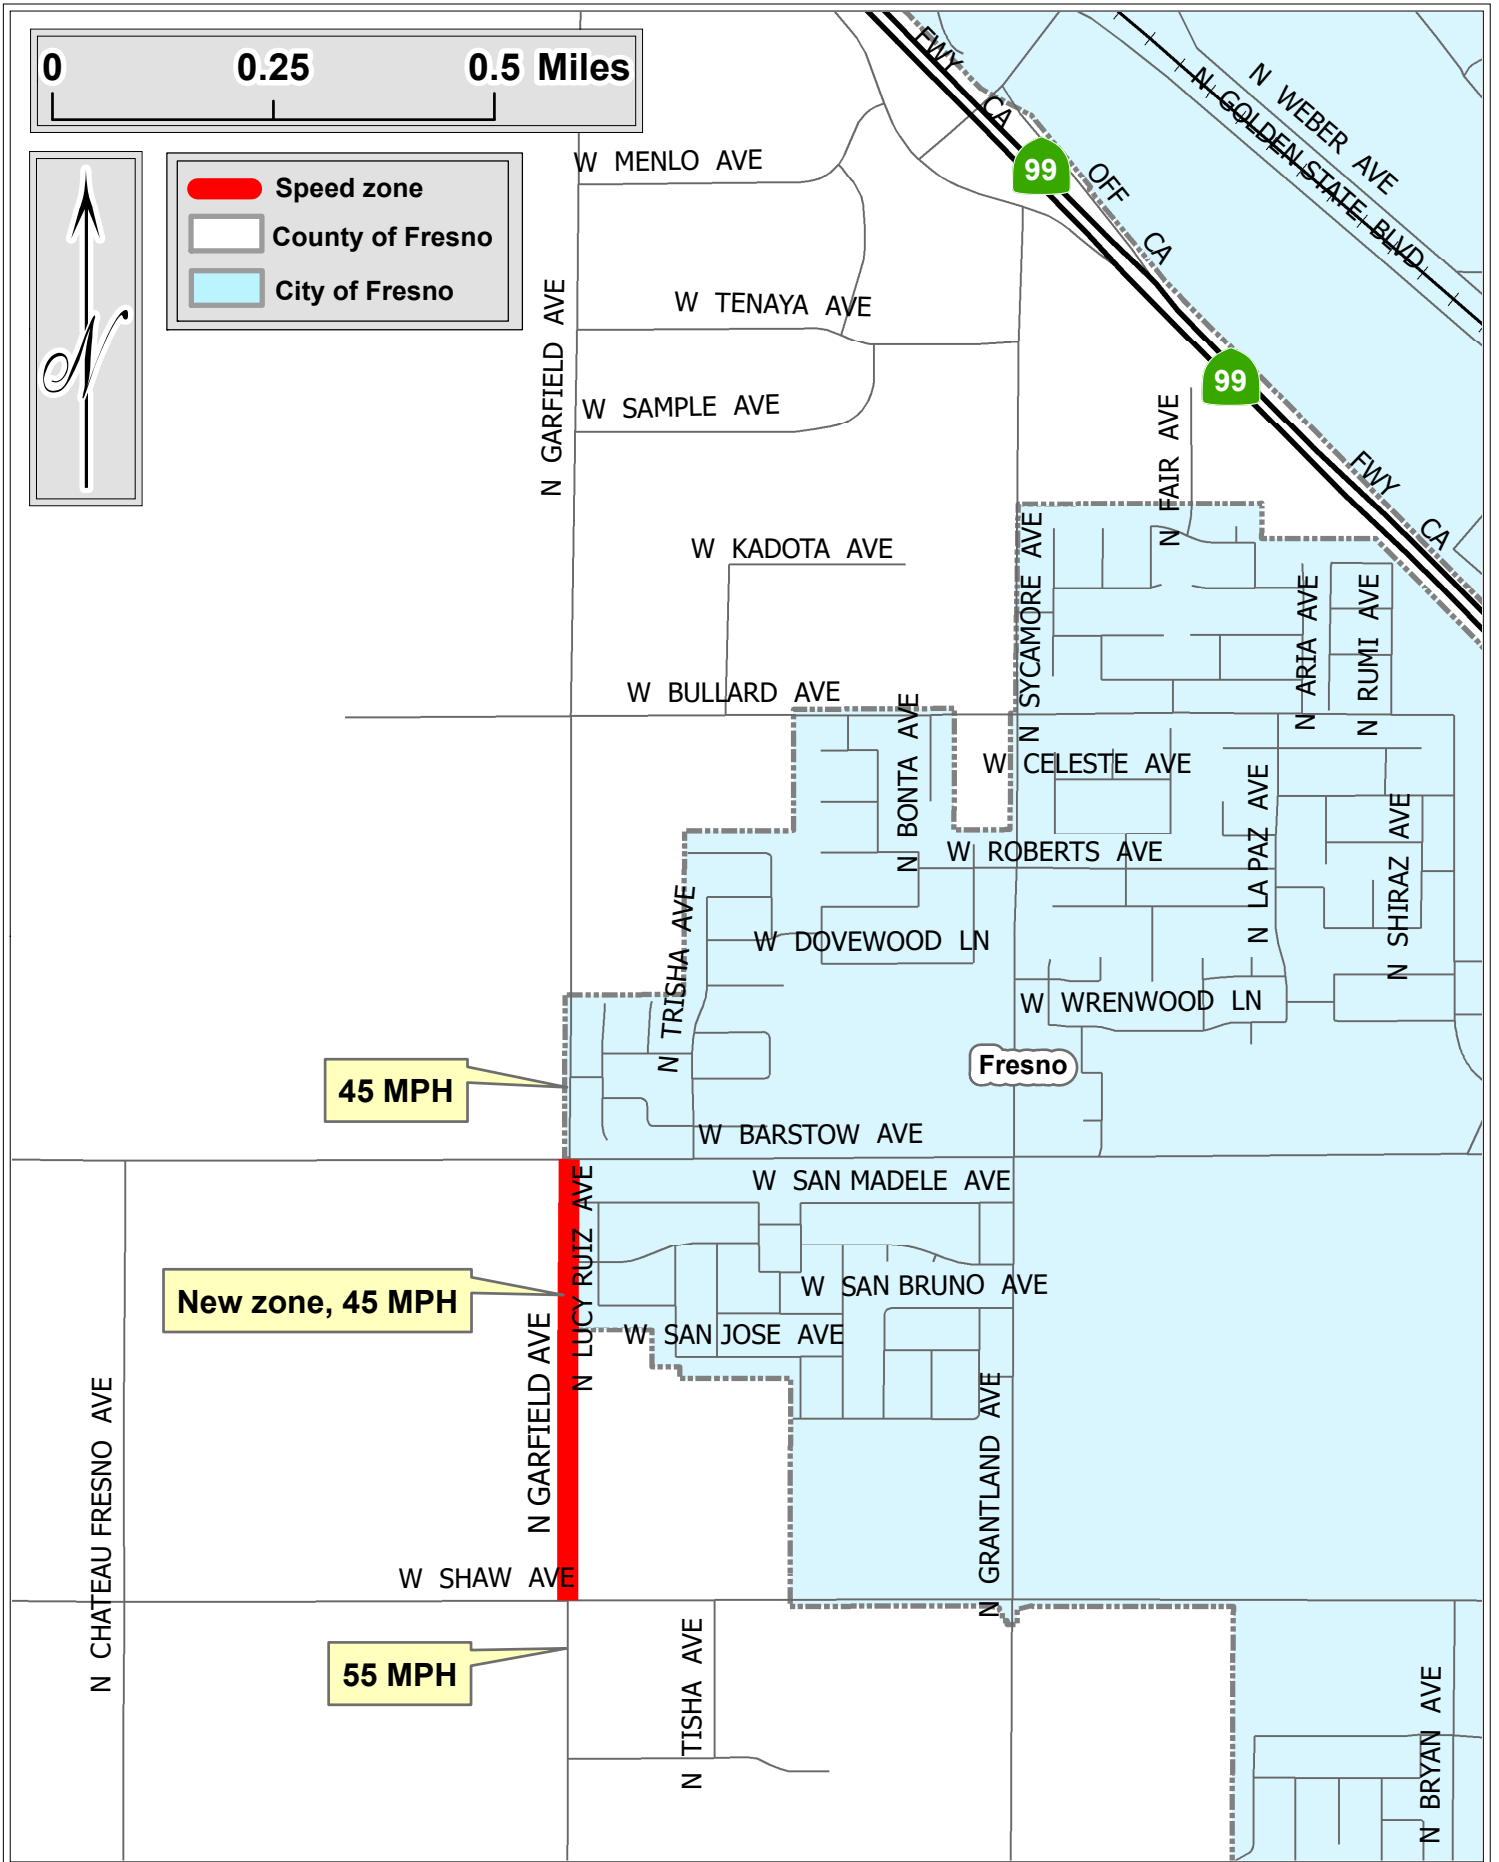 0 0.25 0.5 Miles
N
Speed zone
County of Fresno
City of Fresno
FWY
CA
99
OFF
CA
99
FWY
CA
N WEBER AVE
N GOLDEN STATE BLVD
W MENLO AVE
N GARFIELD AVE
W TENAYA AVE
W SAMPLE AVE
N FAIR AVE
W KADOTA AVE
N SYCAMORE AVE
N ARIA AVE
N RUMI AVE
W BULLARD AVE
N BONTA AVE
W CELESTE AVE
N LA PAZ AVE
N SHIRAZ AVE
W ROBERTS AVE
N TRISHA AVE
W DOVEWOOD LN
W WRENWOOD LN
Fresno
45 MPH
W BARSTOW AVE
W SAN MADELE AVE
N LUCY RUIZ AVE
New zone, 45 MPH
W SAN BRUNO AVE
W SAN JOSE AVE
N GARFIELD AVE
N CHATEAU FRESNO AVE
N GRANTLAND AVE
W SHAW AVE
55 MPH
N TISHA AVE
N BRYAN AVE